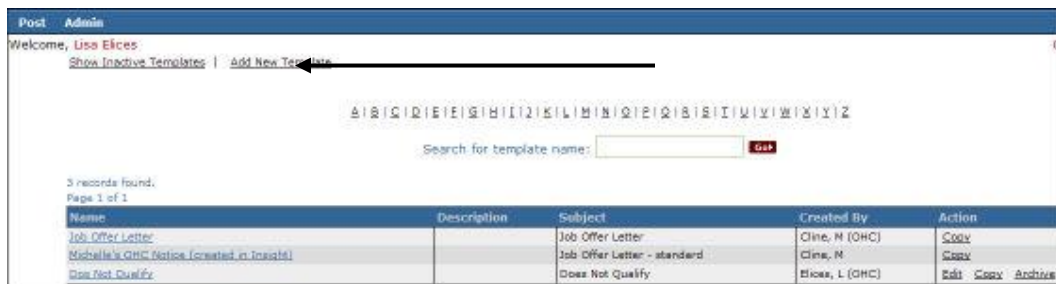 Post Admin
Welcome, Lisa Elices
Show Inactive Templates | Add New Template
A | B | C | D | E | F | G | H | I | J | K | L | M | N | O | P | Q | R | S | T | U | V | W | X | Y | Z
Search for template name: Go
3 records found.
Page 1 of 1
Name Description Subject Created By Action
Job Offer Letter Job Offer Letter Cline, M (OHC) Copy
Michelle's OHC Notice (created in Insight) Job Offer Letter - standard Cline, M Copy
Does Not Qualify Does Not Qualify Elices, L (OHC) Edit Copy Archive